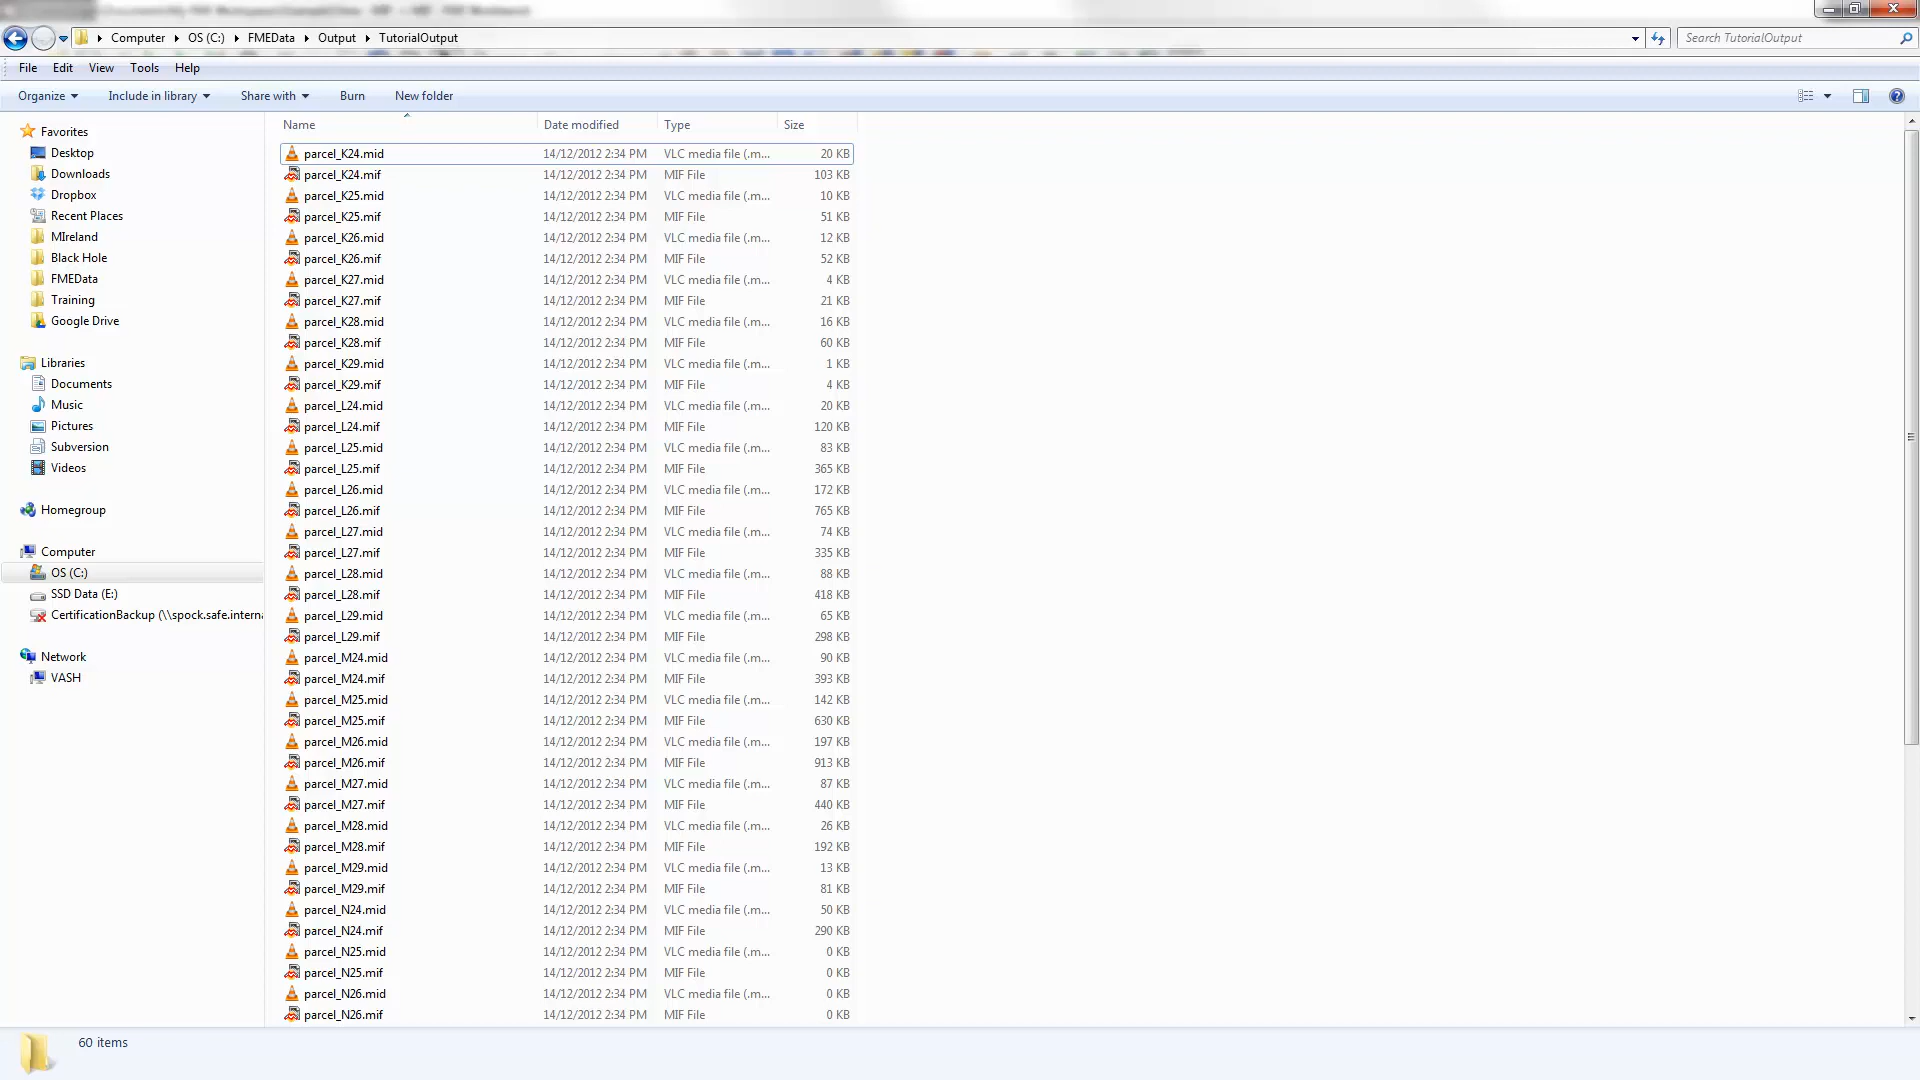 Computer OS (C:) FMEData Output TutorialOutput Search TutorialOutput
File Edit View Tools Help
Organize Include in library Share with Burn New folder
Name Date modified Type Size
Favorites
Desktop
Downloads
Dropbox
Recent Places
MIreland
Black Hole
FMEData
Training
Google Drive
Libraries
Documents
Music
Pictures
Subversion
Videos
Homegroup
Computer
OS (C:)
SSD Data (E:)
CertificationBackup (\\spock.safe.interna
Network
VASH
parcel_K24.mid 14/12/2012 2:34 PM VLC media file (.m... 20 KB
parcel_K24.mif 14/12/2012 2:34 PM MIF File 103 KB
parcel_K25.mid 14/12/2012 2:34 PM VLC media file (.m... 10 KB
parcel_K25.mif 14/12/2012 2:34 PM MIF File 51 KB
parcel_K26.mid 14/12/2012 2:34 PM VLC media file (.m... 12 KB
parcel_K26.mif 14/12/2012 2:34 PM MIF File 52 KB
parcel_K27.mid 14/12/2012 2:34 PM VLC media file (.m... 4 KB
parcel_K27.mif 14/12/2012 2:34 PM MIF File 21 KB
parcel_K28.mid 14/12/2012 2:34 PM VLC media file (.m... 16 KB
parcel_K28.mif 14/12/2012 2:34 PM MIF File 60 KB
parcel_K29.mid 14/12/2012 2:34 PM VLC media file (.m... 1 KB
parcel_K29.mif 14/12/2012 2:34 PM MIF File 4 KB
parcel_L24.mid 14/12/2012 2:34 PM VLC media file (.m... 20 KB
parcel_L24.mif 14/12/2012 2:34 PM MIF File 120 KB
parcel_L25.mid 14/12/2012 2:34 PM VLC media file (.m... 83 KB
parcel_L25.mif 14/12/2012 2:34 PM MIF File 365 KB
parcel_L26.mid 14/12/2012 2:34 PM VLC media file (.m... 172 KB
parcel_L26.mif 14/12/2012 2:34 PM MIF File 765 KB
parcel_L27.mid 14/12/2012 2:34 PM VLC media file (.m... 74 KB
parcel_L27.mif 14/12/2012 2:34 PM MIF File 335 KB
parcel_L28.mid 14/12/2012 2:34 PM VLC media file (.m... 88 KB
parcel_L28.mif 14/12/2012 2:34 PM MIF File 418 KB
parcel_L29.mid 14/12/2012 2:34 PM VLC media file (.m... 65 KB
parcel_L29.mif 14/12/2012 2:34 PM MIF File 298 KB
parcel_M24.mid 14/12/2012 2:34 PM VLC media file (.m... 90 KB
parcel_M24.mif 14/12/2012 2:34 PM MIF File 393 KB
parcel_M25.mid 14/12/2012 2:34 PM VLC media file (.m... 142 KB
parcel_M25.mif 14/12/2012 2:34 PM MIF File 630 KB
parcel_M26.mid 14/12/2012 2:34 PM VLC media file (.m... 197 KB
parcel_M26.mif 14/12/2012 2:34 PM MIF File 913 KB
parcel_M27.mid 14/12/2012 2:34 PM VLC media file (.m... 87 KB
parcel_M27.mif 14/12/2012 2:34 PM MIF File 440 KB
parcel_M28.mid 14/12/2012 2:34 PM VLC media file (.m... 26 KB
parcel_M28.mif 14/12/2012 2:34 PM MIF File 192 KB
parcel_M29.mid 14/12/2012 2:34 PM VLC media file (.m... 13 KB
parcel_M29.mif 14/12/2012 2:34 PM MIF File 81 KB
parcel_N24.mid 14/12/2012 2:34 PM VLC media file (.m... 50 KB
parcel_N24.mif 14/12/2012 2:34 PM MIF File 290 KB
parcel_N25.mid 14/12/2012 2:34 PM VLC media file (.m... 0 KB
parcel_N25.mif 14/12/2012 2:34 PM MIF File 0 KB
parcel_N26.mid 14/12/2012 2:34 PM VLC media file (.m... 0 KB
parcel_N26.mif 14/12/2012 2:34 PM MIF File 0 KB
60 items